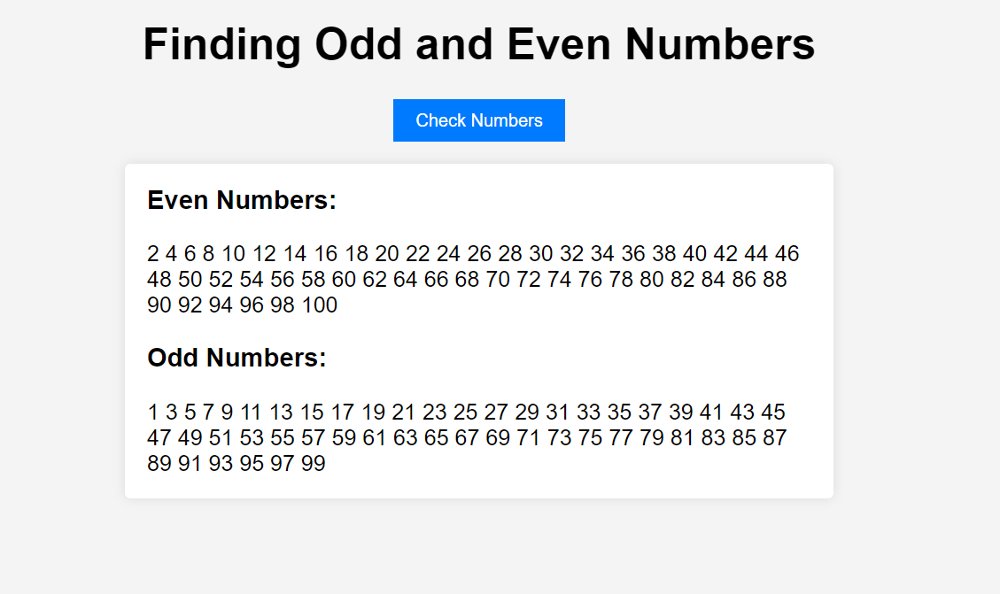 Finding Odd and Even Numbers
Check Numbers
Even Numbers:
2 4 6 8 10 12 14 16 18 20 22 24 26 28 30 32 34 36 38 40 42 44 46
48 50 52 54 56 58 60 62 64 66 68 70 72 74 76 78 80 82 84 86 88
90 92 94 96 98 100
Odd Numbers:
1 3 5 7 9 11 13 15 17 19 21 23 25 27 29 31 33 35 37 39 41 43 45
47 49 51 53 55 57 59 61 63 65 67 69 71 73 75 77 79 81 83 85 87
89 91 93 95 97 99